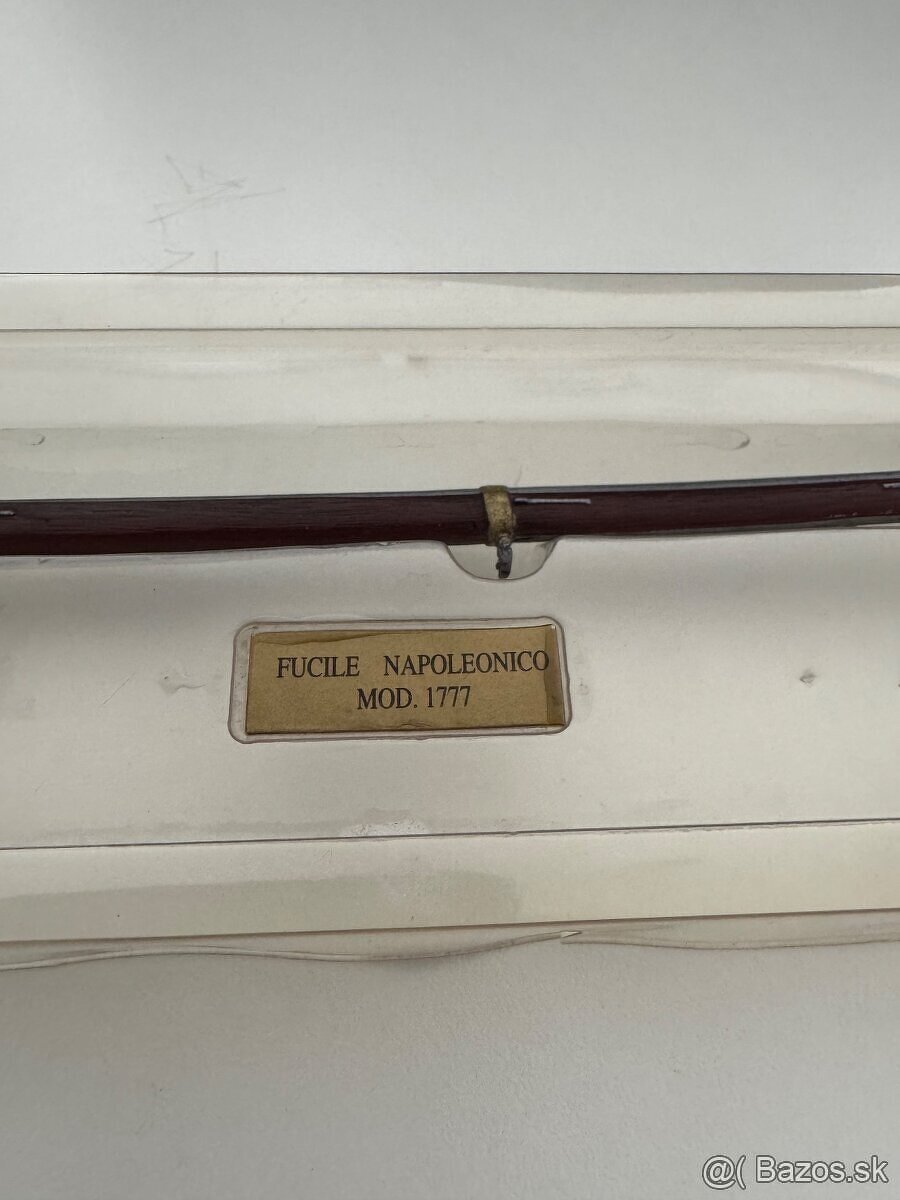 FUCILE NAPOLEONICO
MOD. 1777
@( Bazos.sk